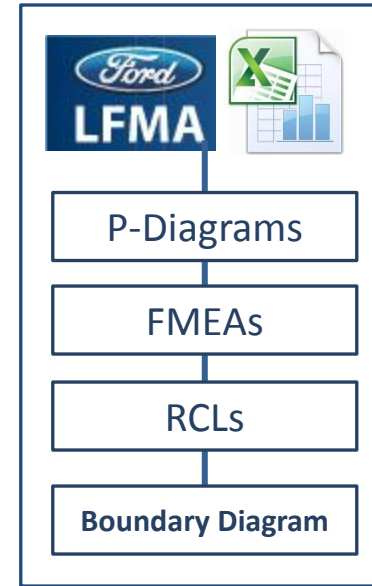 Ford
LFMA
X
P-Diagrams
FMEAs
RCLs
Boundary Diagram